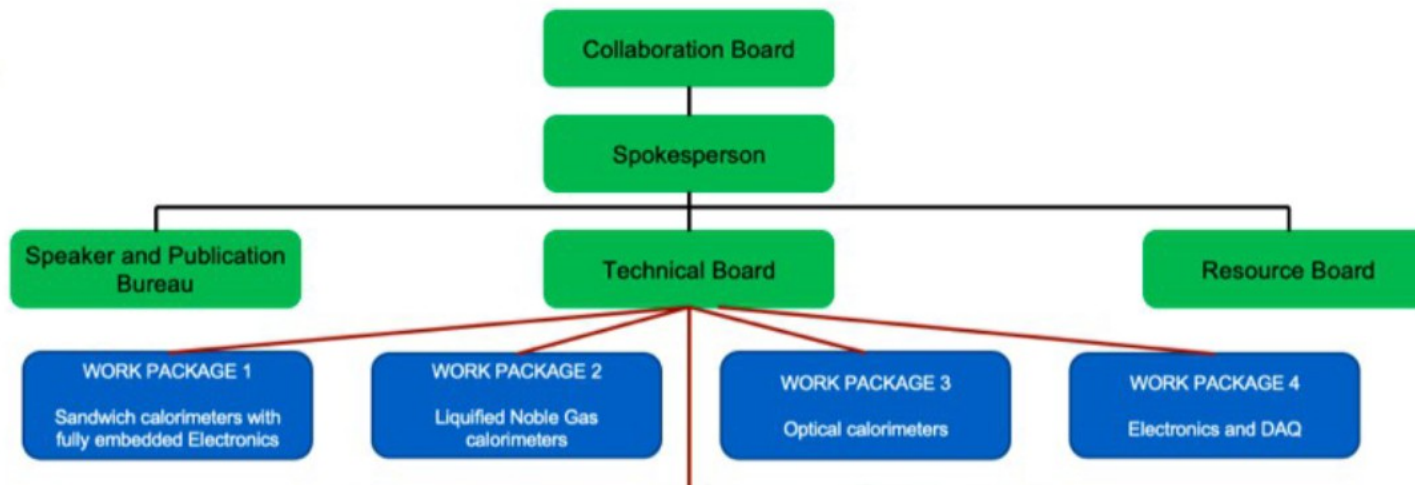 Collaboration Board
Spokesperson
Speaker and Publication
Bureau
Technical Board
Resource Board
WORK PACKAGE 1
Sandwich calorimeters with
fully embedded Electronics
WORK PACKAGE 2
Liquified Noble Gas
calorimeters
WORK PACKAGE 3
Optical calorimeters
WORK PACKAGE 4
Electronics and DAQ